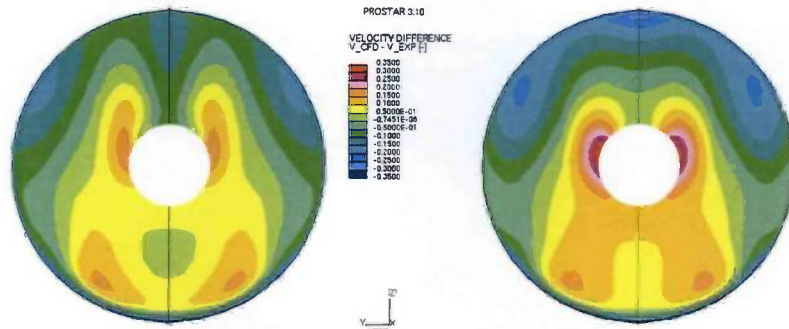 PROSTAR 3.10
VELOCITY DIFFERENCE
V_CFD - V_EXP [-]
0.3500
0.3000
0.2500
0.2000
0.1500
0.1000
0.5000E-01
-0.7451E-08
-0.5000E-01
-0.1000
-0.1500
-0.2000
-0.2500
-0.3000
-0.3500
Z
Y
X